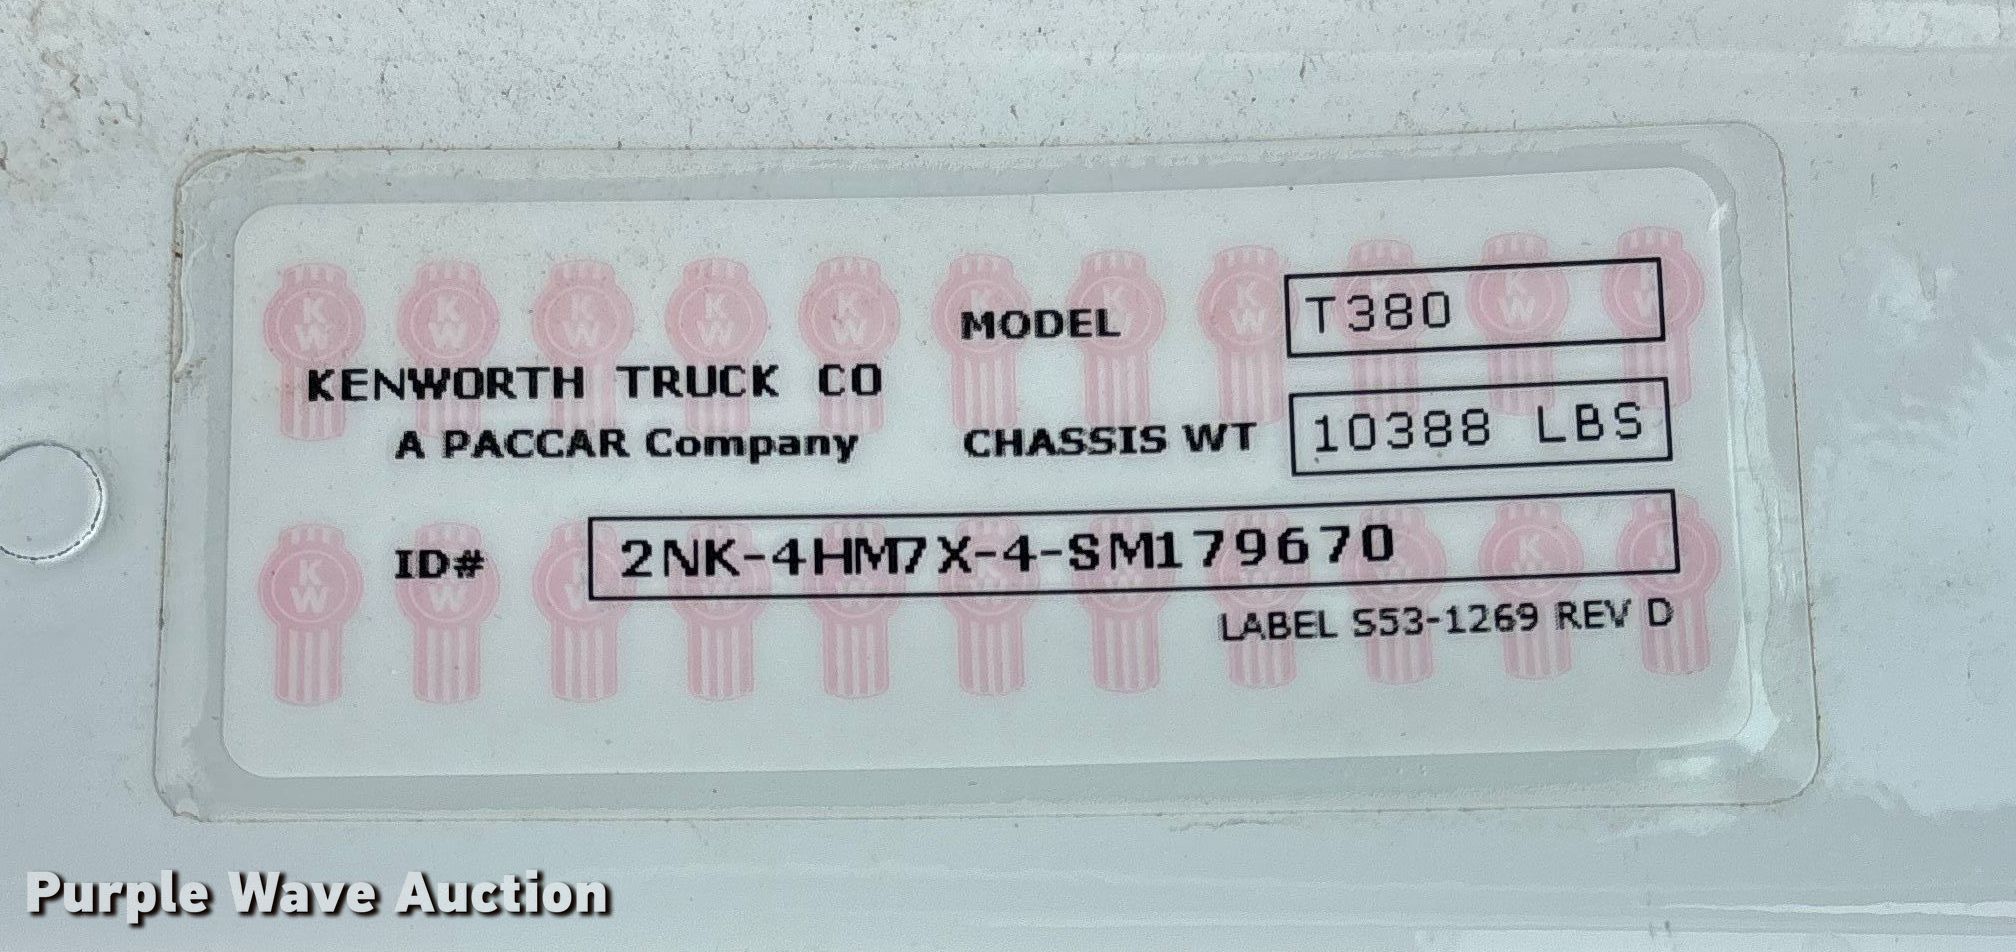 MODEL T380
KENWORTH TRUCK CO
A PACCAR Company
CHASSIS WT 10388 LBS
ID# 2NK-4HM7X-4-SM179670
LABEL S53-1269 REV D
Purple Wave Auction